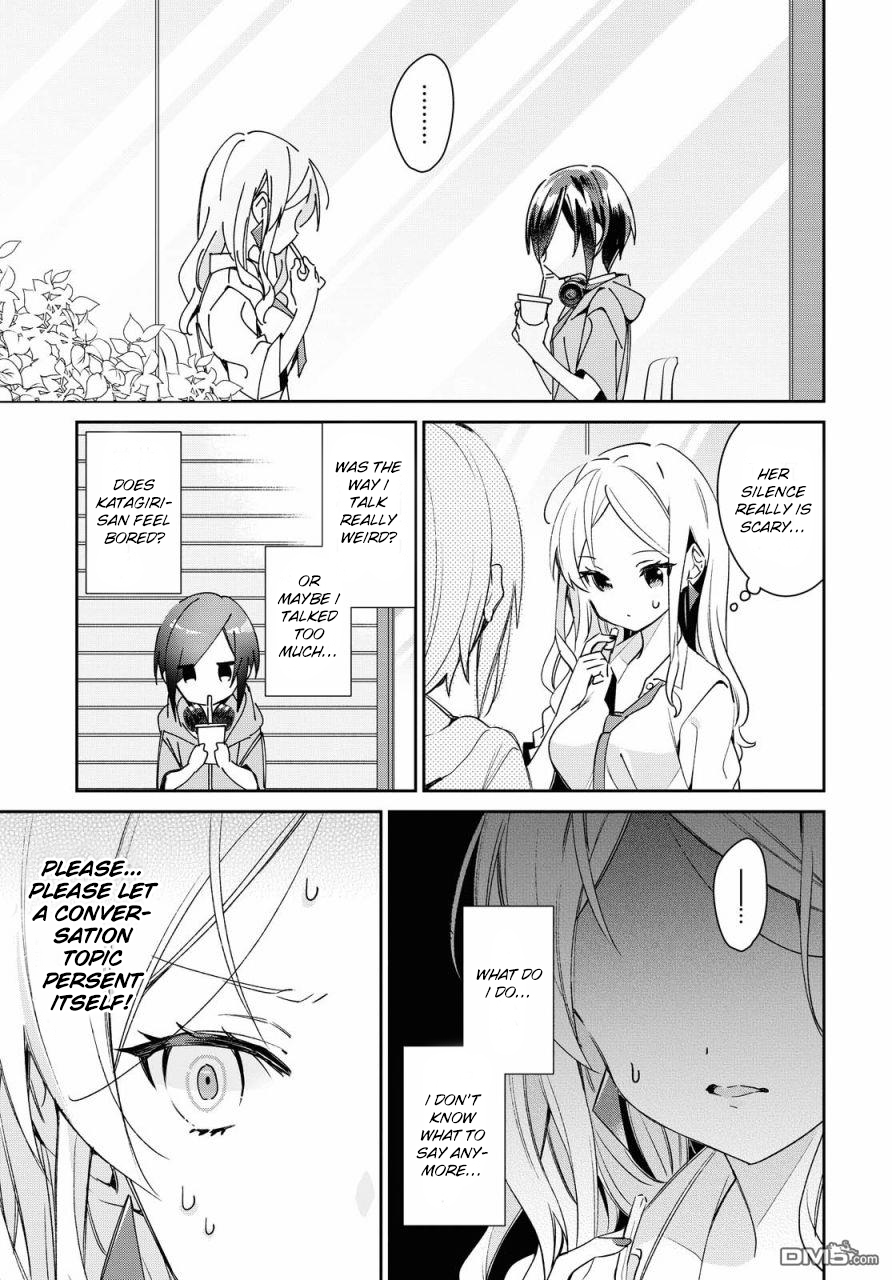 .........
HER
SILENCE
REALLY IS
SCARY...
WAS THE
WAY I
TALK
REALLY
WEIRD?
OR
MAYBE I
TALKED
TOO
MUCH...
DOES
KATAGIRI-
SAN FEEL
BORED?
WHAT DO
I DO...
I DON'T
KNOW
WHAT TO
SAY ANY-
MORE...
PLEASE...
PLEASE LET
A CONVER-
SATION
TOPIC
PERSENT
ITSELF!
DM5.com